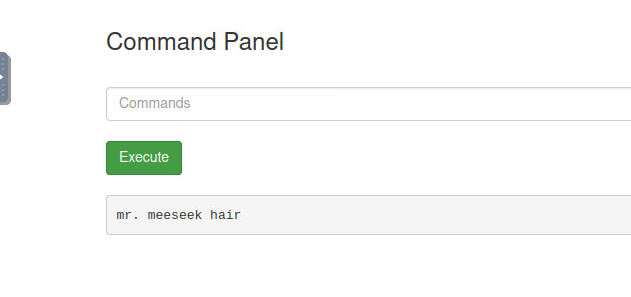 Command Panel
Commands
Execute
mr. meeseek hair